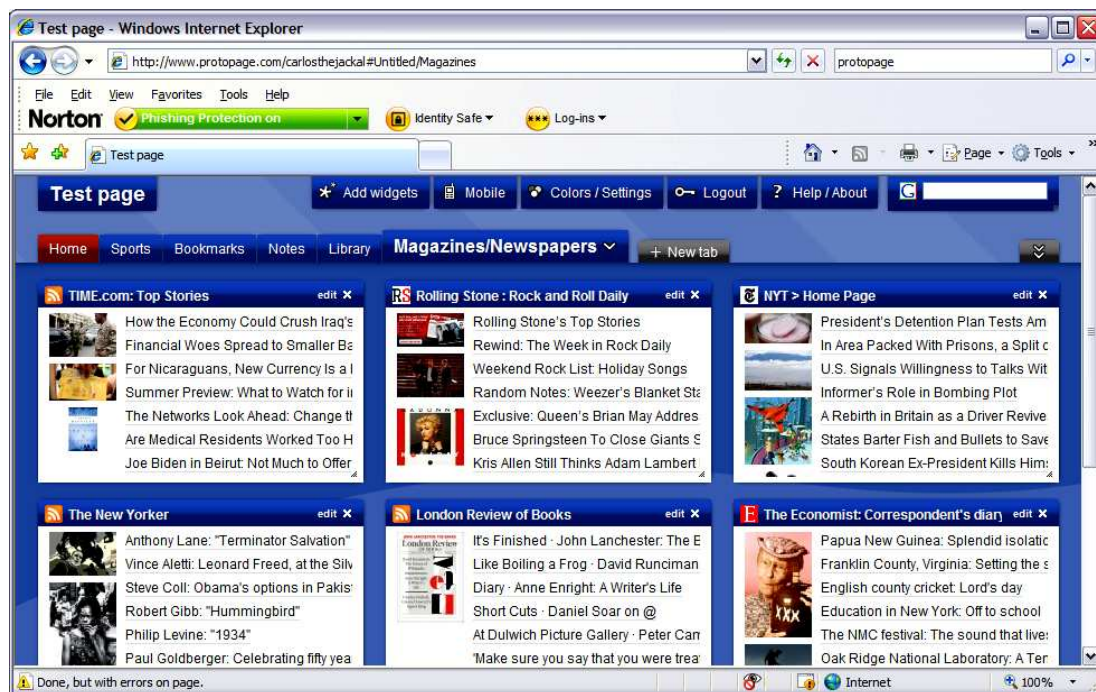 Test page - Windows Internet Explorer
http://www.protopage.com/carlosthejackal#Untitled/Magazines
protopage
File Edit View Favorites Tools Help
Norton Phishing Protection on Identity Safe Log-ins
Test page
Page Tools
Test page
Add widgets Mobile Colors / Settings Logout ? Help / About G
Home Sports Bookmarks Notes Library Magazines/Newspapers + New tab
TIME.com: Top Stories edit
How the Economy Could Crush Iraq's
Financial Woes Spread to Smaller Ba
For Nicaraguans, New Currency Is a
Summer Preview: What to Watch for i
The Networks Look Ahead: Change th
Are Medical Residents Worked Too H
Joe Biden in Beirut: Not Much to Offer
RS Rolling Stone : Rock and Roll Daily edit
Rolling Stone's Top Stories
Rewind: The Week in Rock Daily
Weekend Rock List: Holiday Songs
Random Notes: Weezer's Blanket Sta
Exclusive: Queen's Brian May Addres
Bruce Springsteen To Close Giants S
Kris Allen Still Thinks Adam Lambert
NYT > Home Page edit
President's Detention Plan Tests Am
In Area Packed With Prisons, a Split o
U.S. Signals Willingness to Talks Wit
Informer's Role in Bombing Plot
A Rebirth in Britain as a Driver Revive
States Barter Fish and Bullets to Save
South Korean Ex-President Kills Hims
The New Yorker edit
Anthony Lane: "Terminator Salvation"
Vince Aletti: Leonard Freed, at the Silv
Steve Coll: Obama's options in Pakis
Robert Gibb: "Hummingbird"
Philip Levine: "1934"
Paul Goldberger: Celebrating fifty yea
London Review of Books edit
London Review
It's Finished · John Lanchester: The E
Like Boiling a Frog · David Runciman
Diary · Anne Enright: A Writer's Life
Short Cuts · Daniel Soar on @
At Dulwich Picture Gallery · Peter Cam
'Make sure you say that you were trea
E The Economist: Correspondent's diary edit
XXX
Papua New Guinea: Splendid isolatic
Franklin County, Virginia: Setting the s
English county cricket: Lord's day
Education in New York: Off to school
The NMC festival: The sound that lives
Oak Ridge National Laboratory: A Ten
Done, but with errors on page. Internet 100%